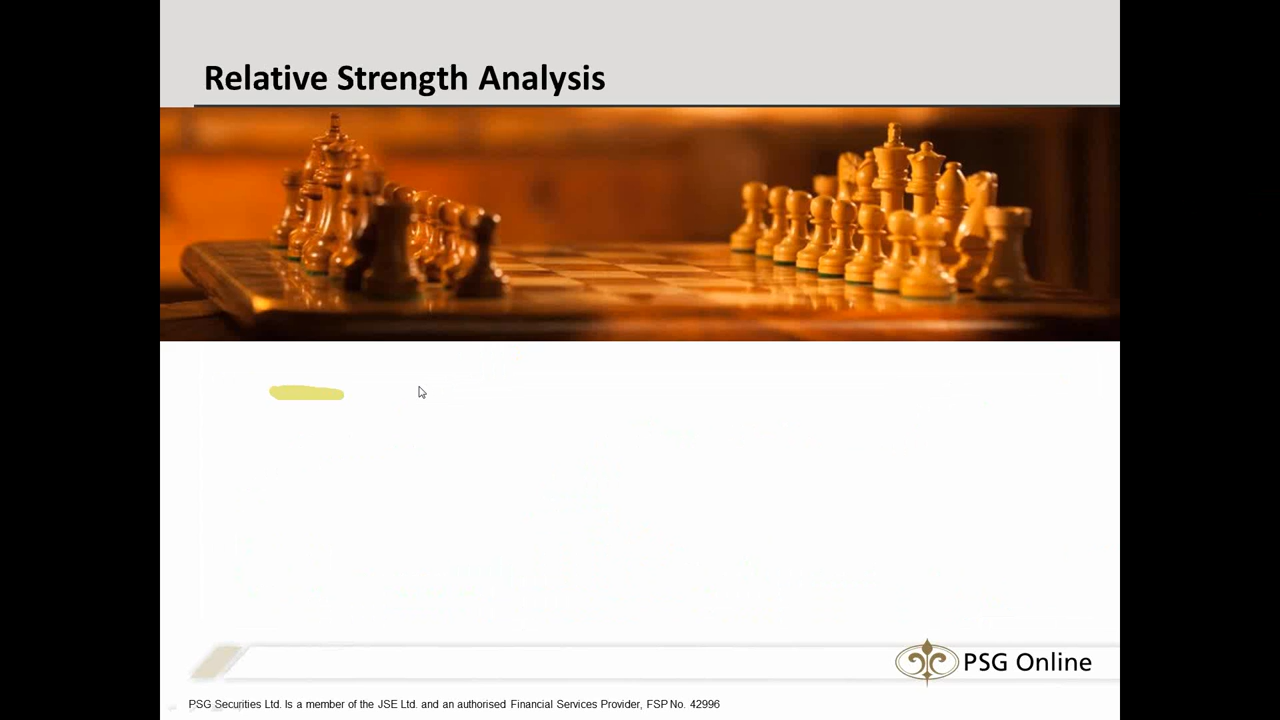 Relative Strength Analysis
PSG Online
PSG Securities Ltd. Is a member of the JSE Ltd. and an authorised Financial Services Provider, FSP No. 42996